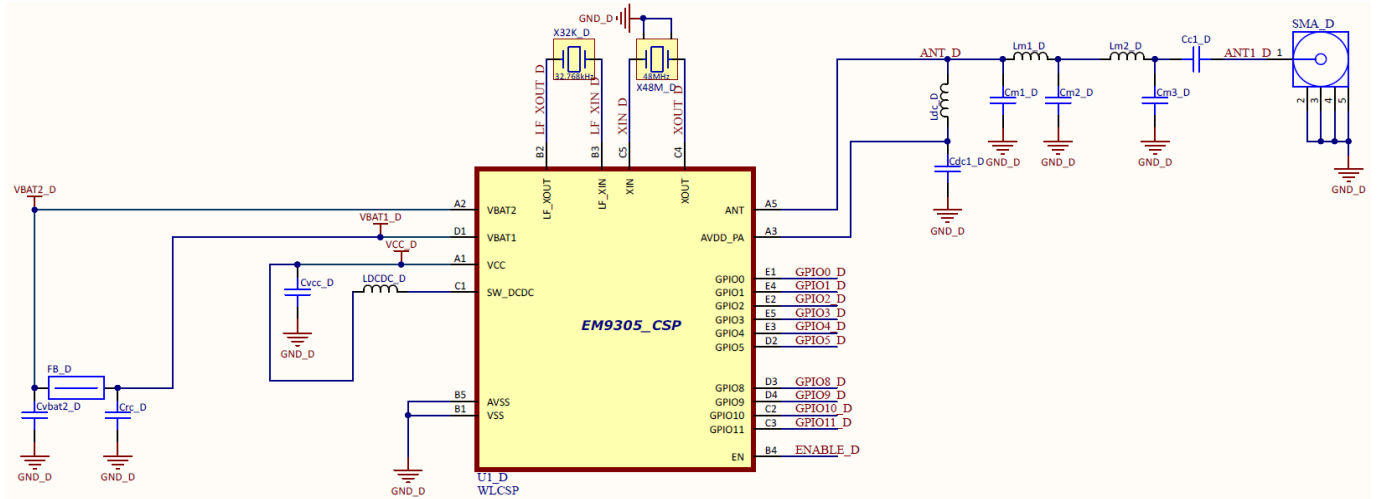 GND_D
X32K_D
32.768kHz
48MHz
X48M_D
LF_XOUT_D
LF_XIN_D
XIN_D
XOUT_D
B2
B3
C5
C4
LF_XOUT
LF_XIN
XIN
XOUT
ANT_D
Lm1_D
Lm2_D
Cc1_D
ANT1_D
1
SMA_D
2
3
4
5
GND_D
Ldc_D
Cm1_D
Cm2_D
Cm3_D
GND_D
GND_D
GND_D
Cdc1_D
GND_D
VBAT2_D
VBAT1_D
VCC_D
A2 VBAT2
D1 VBAT1
A1 VCC
C1 SW_DCDC
Cvcc_D
LDCDC_D
GND_D
FB_D
Cvbat2_D
Crc_D
GND_D
GND_D
B5 AVSS
B1 VSS
GND_D
EM9305_CSP
ANT A5
AVDD_PA A3
GPIO0 E1 GPIO0_D
GPIO1 E4 GPIO1_D
GPIO2 E2 GPIO2_D
GPIO3 E5 GPIO3_D
GPIO4 E3 GPIO4_D
GPIO5 D2 GPIO5_D
GPIO8 D3 GPIO8_D
GPIO9 D4 GPIO9_D
GPIO10 C2 GPIO10_D
GPIO11 C3 GPIO11_D
EN B4 ENABLE_D
U1_D
WLCSP